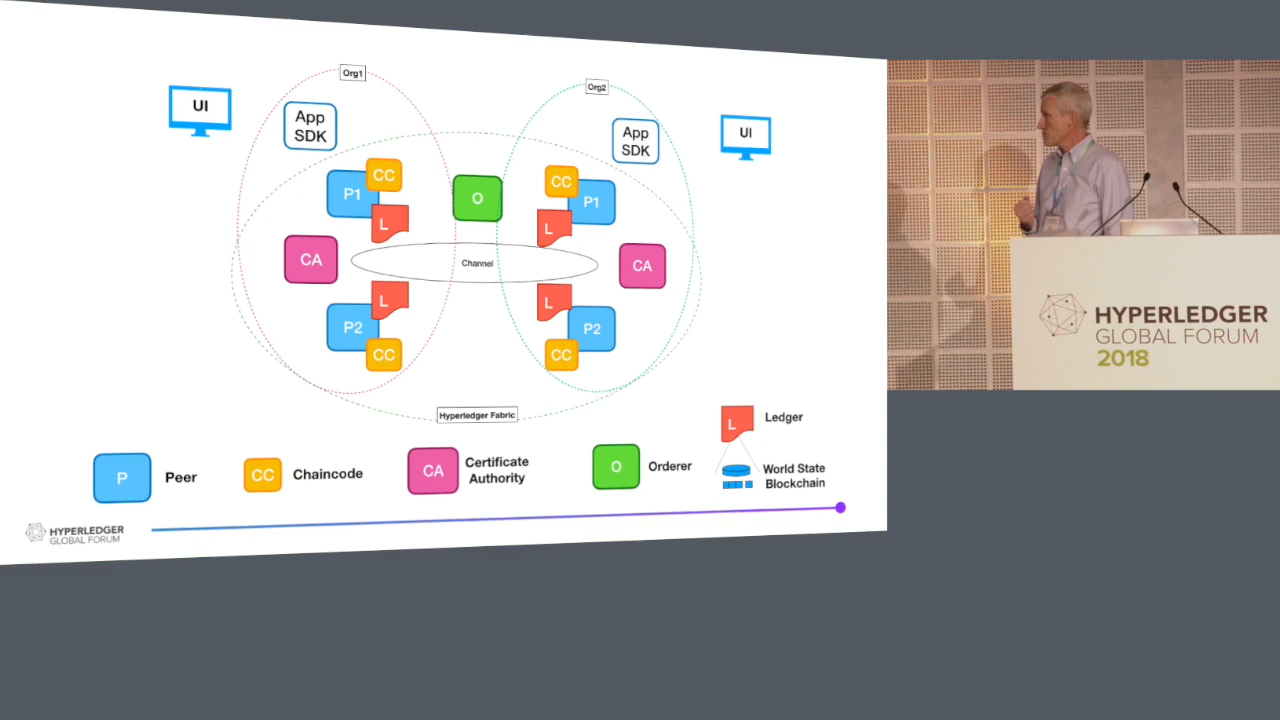 Org1
Org2
UI
App
SDK
App
SDK
UI
CC
P1
L
O
CC
P1
L
CA
Channel
CA
L
P2
CC
L
P2
CC
Hyperledger Fabric
P
Peer
CC
Chaincode
CA
Certificate
Authority
O
Orderer
L
Ledger
World State
Blockchain
HYPERLEDGER
GLOBAL FORUM
HYPERLEDGER
GLOBAL FORUM
2018